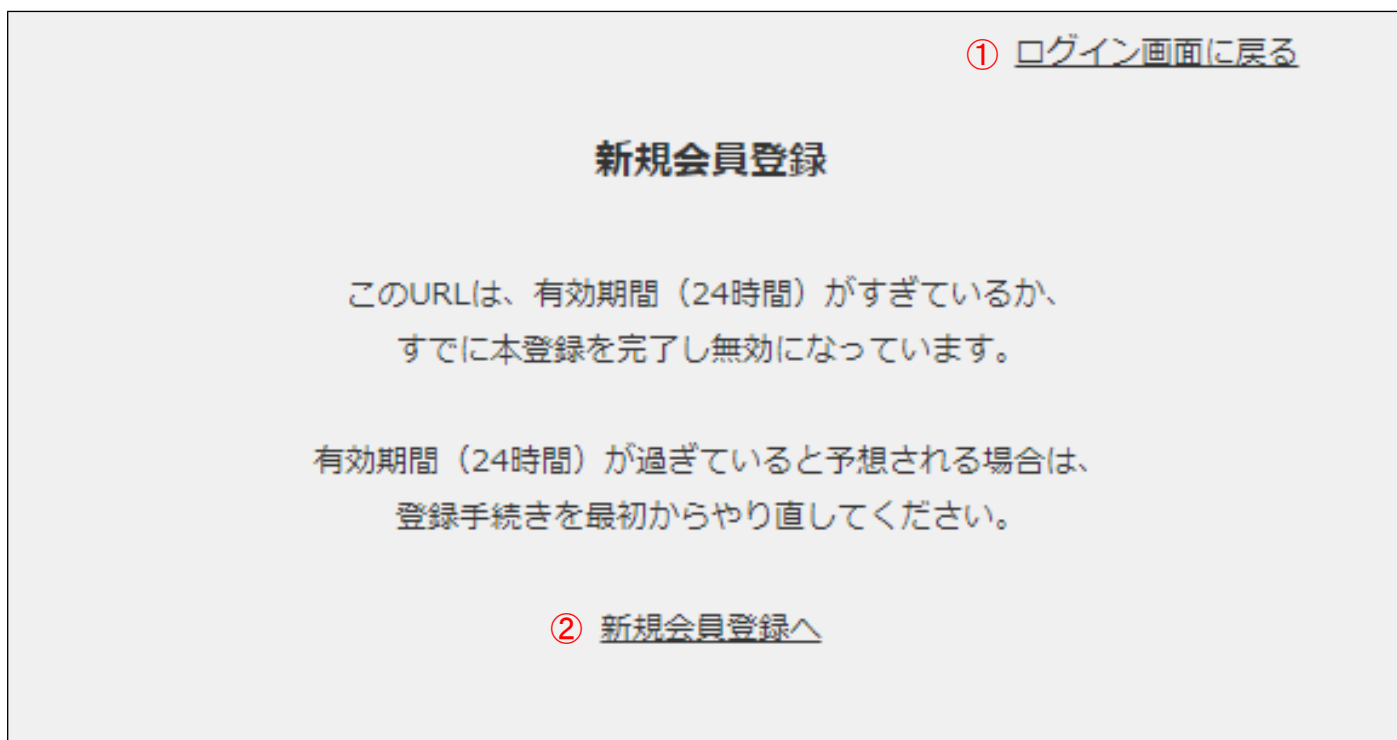 ① ログイン画面に戻る
新規会員登録
このURLは、有効期間（24時間）がすぎているか、
すでに本登録を完了し無効になっています。
有効期間（24時間）が過ぎていると予想される場合は、
登録手続きを最初からやり直してください。
② 新規会員登録へ